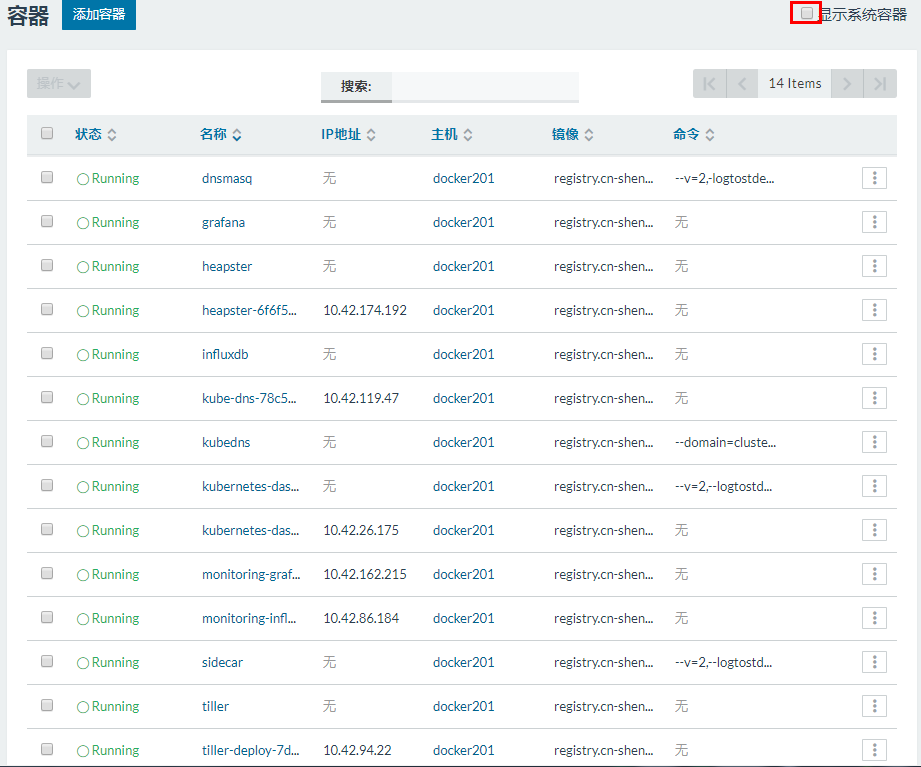 容器 添加容器 显示系统容器
操作 搜索: 14 Items
状态 名称 IP地址 主机 镜像 命令
Running dnsmasq 无 docker201 registry.cn-shen... --v=2,-logtostde...
Running grafana 无 docker201 registry.cn-shen... 无
Running heapster 无 docker201 registry.cn-shen... 无
Running heapster-6f6f5... 10.42.174.192 docker201 registry.cn-shen... 无
Running influxdb 无 docker201 registry.cn-shen... 无
Running kube-dns-78c5... 10.42.119.47 docker201 registry.cn-shen... 无
Running kubedns 无 docker201 registry.cn-shen... --domain=cluste...
Running kubernetes-das... 无 docker201 registry.cn-shen... --v=2,--logtostd...
Running kubernetes-das... 10.42.26.175 docker201 registry.cn-shen... 无
Running monitoring-graf... 10.42.162.215 docker201 registry.cn-shen... 无
Running monitoring-infl... 10.42.86.184 docker201 registry.cn-shen... 无
Running sidecar 无 docker201 registry.cn-shen... --v=2,--logtostd...
Running tiller 无 docker201 registry.cn-shen... 无
Running tiller-deploy-7d... 10.42.94.22 docker201 registry.cn-shen... 无